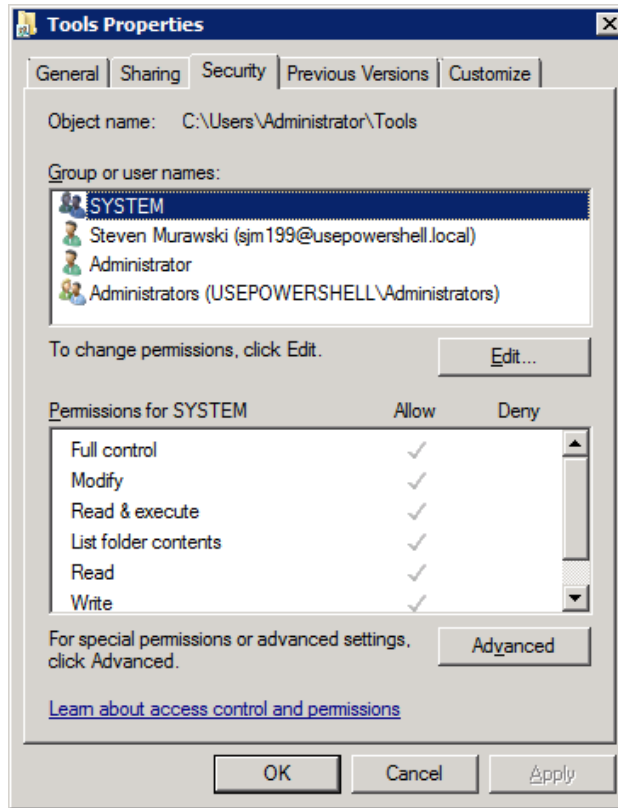 Tools Properties
General Sharing Security Previous Versions Customize
Object name: C:\Users\Administrator\Tools
Group or user names:
SYSTEM
Steven Murawski (sjm199@usepowershell.local)
Administrator
Administrators (USEPOWERSHELL\Administrators)
To change permissions, click Edit.
Edit...
Permissions for SYSTEM Allow Deny
Full control
Modify
Read & execute
List folder contents
Read
Write
For special permissions or advanced settings,
click Advanced.
Advanced
Learn about access control and permissions
OK Cancel Apply